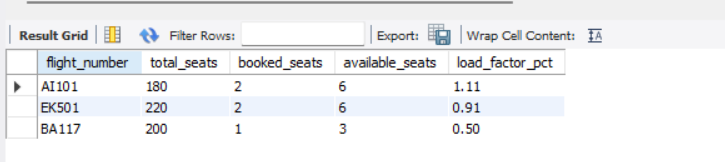 Result Grid Filter Rows: Export: Wrap Cell Content: IA
flight_number total_seats booked_seats available_seats load_factor_pct
AI101 180 2 6 1.11
EK501 220 2 6 0.91
BA117 200 1 3 0.50